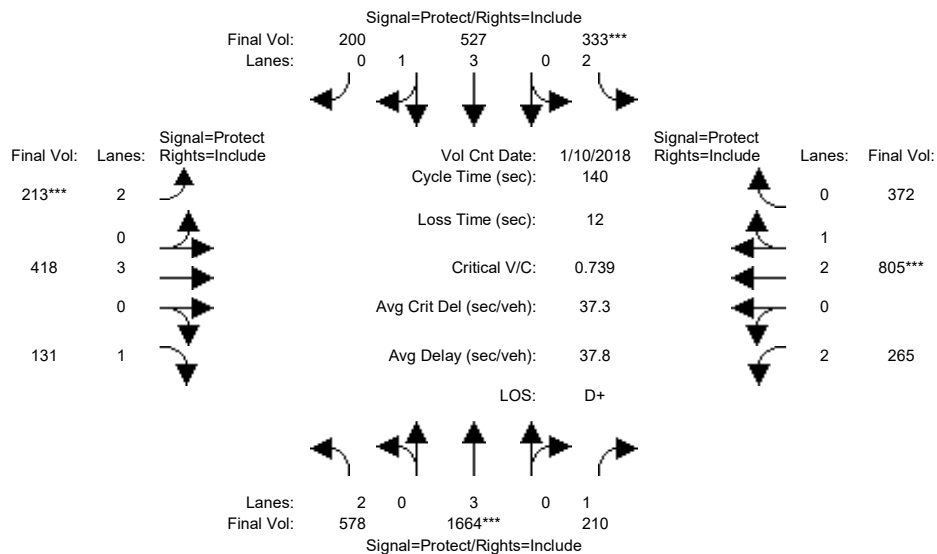 Signal=Protect/Rights=Include
Final Vol: 200 527 333***
Lanes: 0 1 3 0 2
Signal=Protect
Final Vol: Lanes: Rights=Include
Vol Cnt Date: 1/10/2018
Signal=Protect
Rights=Include Lanes: Final Vol:
Cycle Time (sec): 140
213*** 2
0 372
Loss Time (sec): 12
0
1
418 3
Critical V/C: 0.739
2 805***
0
Avg Crit Del (sec/veh): 37.3
0
131 1
Avg Delay (sec/veh): 37.8
2 265
LOS: D+
Lanes: 2 0 3 0 1
Final Vol: 578 1664*** 210
Signal=Protect/Rights=Include